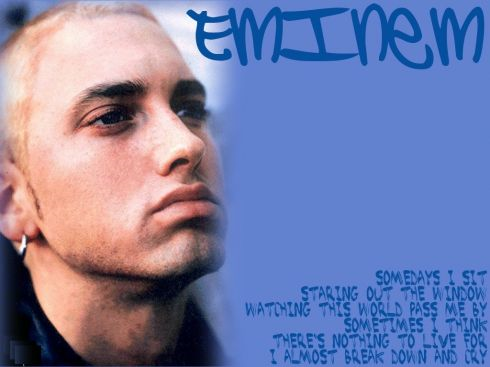 EMINEM
SOMEDAYS I SIT
STARING OUT THE WINDOW
WATCHING THIS WORLD PASS ME BY
SOMETIMES I THINK
THERE'S NOTHING TO LIVE FOR
I ALMOST BREAK DOWN AND CRY